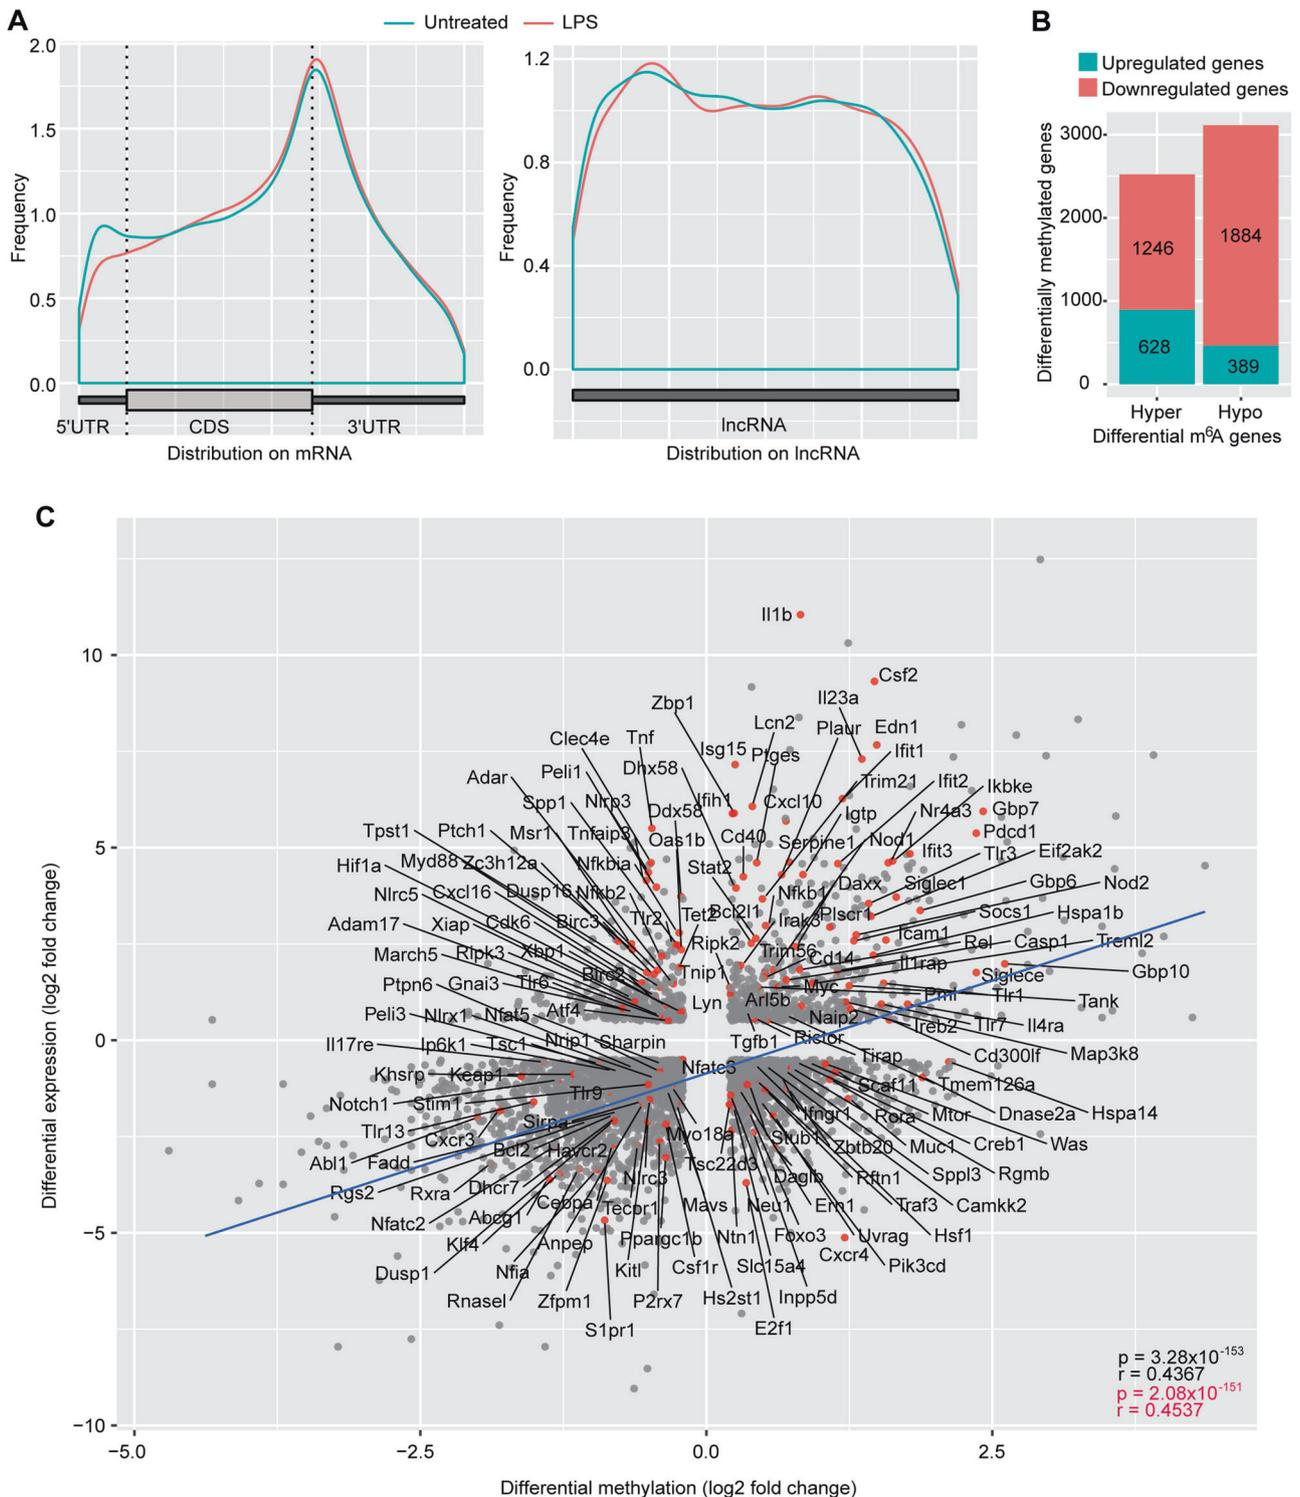 A
Untreated
LPS
B
Upregulated genes
Downregulated genes
2.0
1.5
1.0
0.5
0.0
Frequency
5'UTR
CDS
3'UTR
Distribution on mRNA
1.2
0.8
0.4
0.0
Frequency
lncRNA
Distribution on lncRNA
3000
2000
1000
0
Differentially methylated genes
1246
1884
628
389
Hyper
Hypo
Differential m6A genes
C
Il1b
Csf2
Zbp1
Il23a
Lcn2
Plaur
Edn1
Clec4e
Tnf
Isg15
Ptges
Ifit1
Adar
Peli1
Dhx58
Trim21
Ifit2
Ikbke
Spp1
Nlrp3
Ifih1
Cxcl10
Ddx58
Igtp
Nr4a3
Gbp7
Tpst1
Ptch1
Msr1
Tnfaip3
Oas1b
Cd40
Serpine1
Nod1
Pdcd1
Hif1a
Myd88
Zc3h12a
Nfkbia
Stat2
Ifit3
Tlr3
Eif2ak2
Nlrc5
Cxcl16
Dusp16
Nfkb2
Nfkb1
Daxx
Siglec1
Gbp6
Nod2
Adam17
Xiap
Cdk6
Birc3
Tlr2
Tet2
Bcl2l1
Irak3
Plscr1
Socs1
Hspa1b
March5
Ripk3
Xbp1
Ripk2
Trim56
Icam1
Rel
Casp1
Treml2
Ptpn6
Gnai3
Tlr6
Birc2
Tnip1
Cd14
Il1rap
Siglece
Gbp10
Peli3
Nlrx1
Nfat5
Atf4
Lyn
Arl5b
Myc
Pml
Tlr1
Tank
Il17re
Ip6k1
Tsc1
Nrip1
Sharpin
Tgfb1
Naip2
Rictor
Ireb2
Tlr7
Il4ra
Khsrp
Keap1
Nfatc3
Tirap
Cd300lf
Map3k8
Notch1
Stim1
Tlr9
Scaf11
Tmem126a
Tlr13
Cxcr3
Sirpa
Myo18a
Ifngr1
Rora
Mtor
Dnase2a
Hspa14
Abl1
Fadd
Bcl2
Havcr2
Stub1
Zbtb20
Muc1
Creb1
Was
Rgs2
Rxra
Dhcr7
Nlrc3
Tsc22d3
Daglb
Rftn1
Sppl3
Rgmb
Nfatc2
Abcg1
Cebpa
Tecpr1
Mavs
Neu1
Ern1
Traf3
Camkk2
Klf4
Anpep
Ppargc1b
Ntn1
Foxo3
Uvrag
Hsf1
Dusp1
Nfia
Kitl
Csf1r
Slc15a4
Cxcr4
Pik3cd
Rnasel
Zfpm1
P2rx7
Hs2st1
Inpp5d
S1pr1
E2f1
p = 3.28x10-153
r = 0.4367
p = 2.08x10-151
r = 0.4537
10
5
0
−5
−10
Differential expression (log2 fold change)
−5.0
−2.5
0.0
2.5
Differential methylation (log2 fold change)